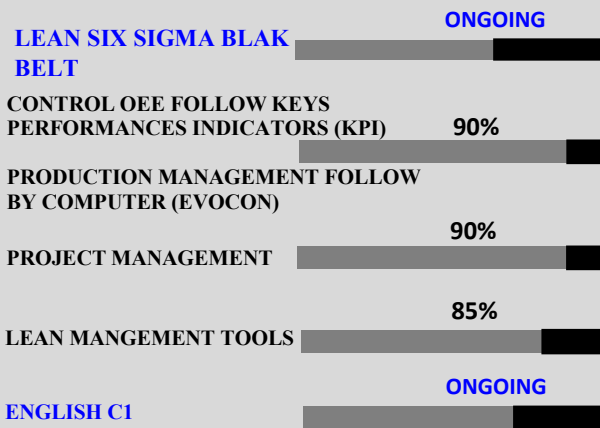 ONGOING
LEAN SIX SIGMA BLAK
BELT
CONTROL OEE FOLLOW KEYS
PERFORMANCES INDICATORS (KPI) 90%
PRODUCTION MANAGEMENT FOLLOW
BY COMPUTER (EVOCON)
90%
PROJECT MANAGEMENT
85%
LEAN MANGEMENT TOOLS
ONGOING
ENGLISH C1